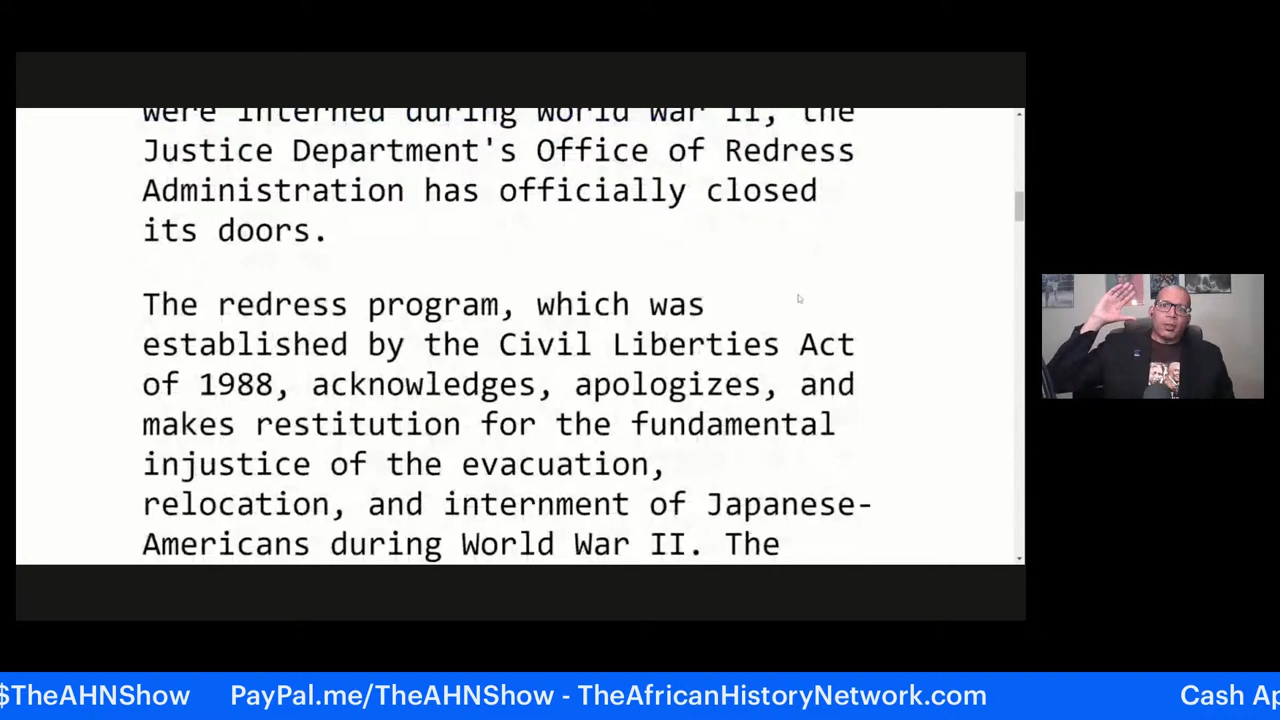 were interned during World War II, the
Justice Department's Office of Redress
Administration has officially closed
its doors.
The redress program, which was
established by the Civil Liberties Act
of 1988, acknowledges, apologizes, and
makes restitution for the fundamental
injustice of the evacuation,
relocation, and internment of Japanese-
Americans during World War II. The
$TheAHNShow PayPal.me/TheAHNShow - TheAfricanHistoryNetwork.com Cash Ap